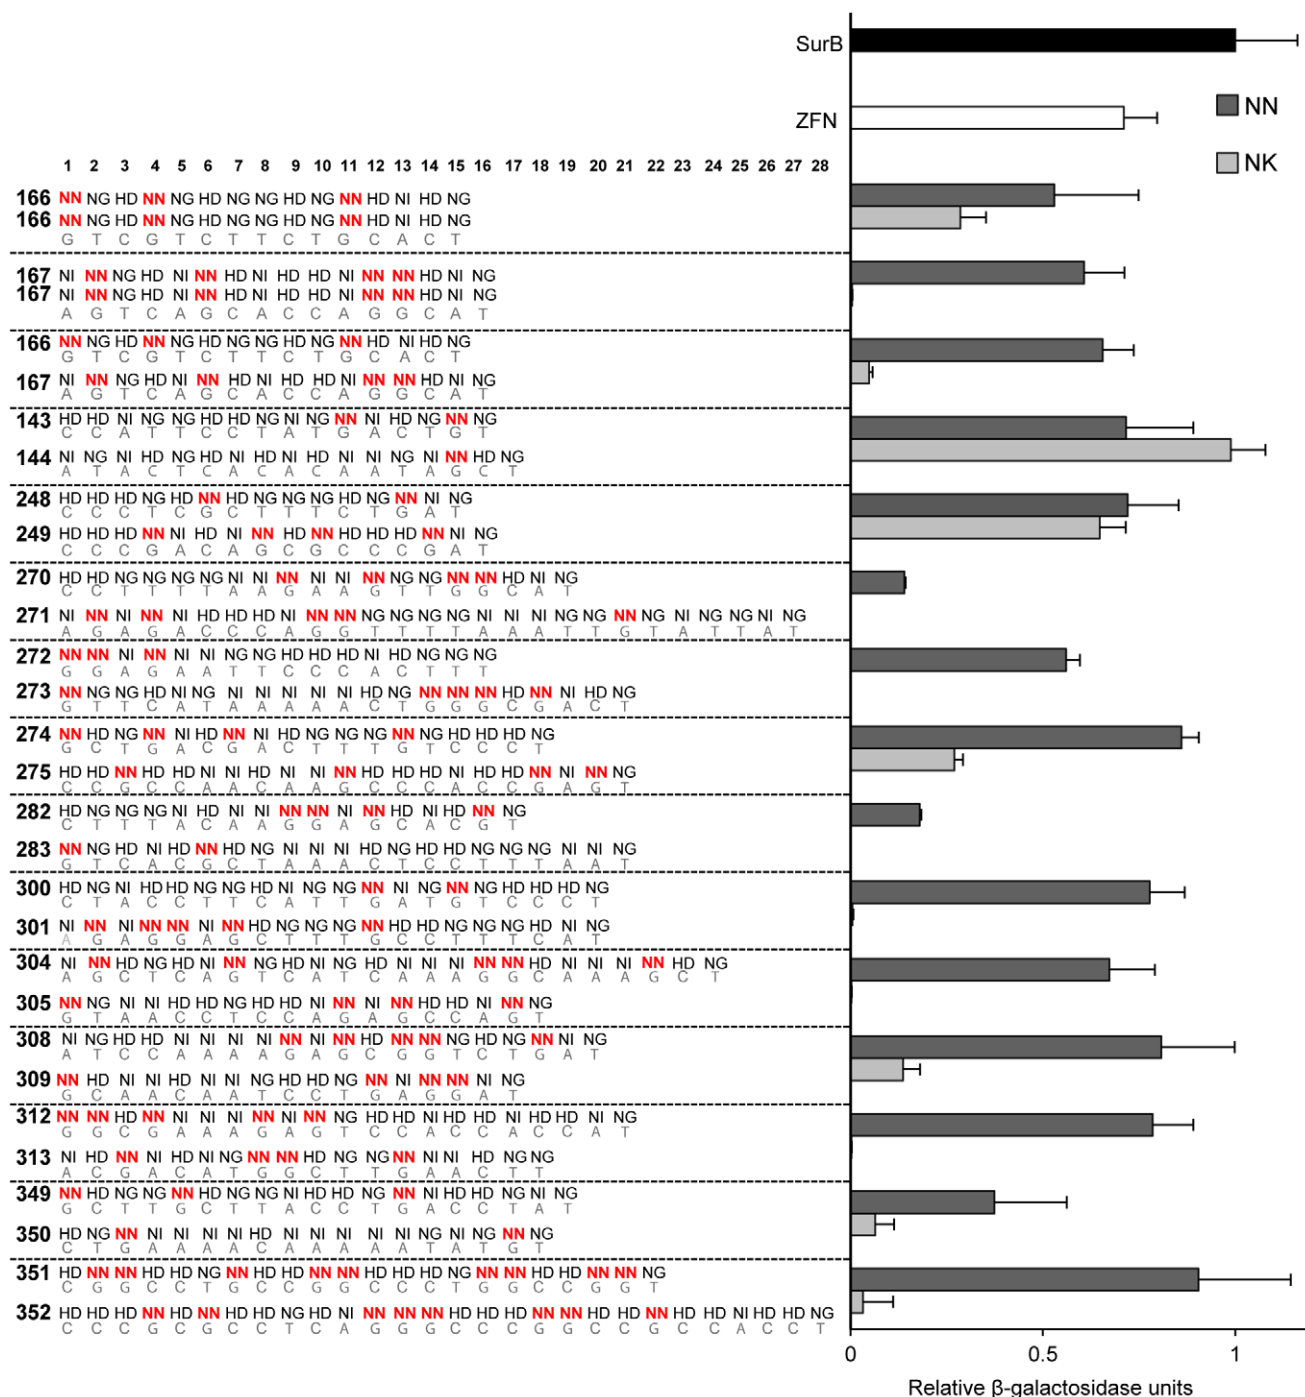 SurB
NN
ZFN
NK
1 2 3 4 5 6 7 8 9 10 11 12 13 14 15 16 17 18 19 20 21 22 23 24 25 26 27 28
166 NN NG HD NN NG HD NG NG HD NG NN HD NI HD NG
166 NN NG HD NN NG HD NG NG HD NG NN HD NI HD NG
G T C G T C T T C T G C A C T
167 NI NN NG HD NI NN HD NI HD HD NI NN NN HD NI NG
167 NI NN NG HD NI NN HD NI HD HD NI NN NN HD NI NG
A G T C A G C A C C A G G C A T
166 NN NG HD NN NG HD NG NG HD NG NN HD NI HD NG
G T C G T C T T C T G C A C T
167 NI NN NG HD NI NN HD NI HD HD NI NN NN HD NI NG
A G T C A G C A C C A G G C A T
143 HD HD NI NG NG HD HD NG NI NG NN NI HD NG NN NG
C C A T T C C T A T G A C T G T
144 NI NG NI HD NG HD NI HD NI HD NI NI NG NI NN HD NG
A T A C T C A C A C A A T A G C T
248 HD HD HD NG HD NN HD NG NG NG HD NG NN NI NG
C C C T C G C T T T C T G A T
249 HD HD HD NN NI HD NI NN HD NN HD HD HD NN NI NG
C C C G A C A G C G C C C G A T
270 HD HD NG NG NG NG NI NI NN NI NI NN NG NG NN NN HD NI NG
C C T T T T A A G A A G T T G G C A T
271 NI NN NI NN NI HD HD HD NI NN NN NG NG NG NG NI NI NI NG NG NN NG NI NG NG NI NG
A G A G A C C C A G G T T T T A A A T T G T A T T A T
272 NN NN NI NN NI NI NG NG HD HD HD NI HD NG NG NG
G G A G A A T T C C C A C T T T
273 NN NG NG HD NI NG NI NI NI NI NI HD NG NN NN NN HD NN NI HD NG
G T T C A T A A A A A C T G G G C G A C T
274 NN HD NG NN NI HD NN NI HD NG NG NG NN NG HD HD HD NG
G C T G A C G A C T T T G T C C C T
275 HD HD NN HD HD NI NI HD NI NI NN HD HD HD NI HD HD NN NI NN NG
C C G C C A A C A A G C C C A C C G A G T
282 HD NG NG NG NI HD NI NI NN NN NI NN HD NI HD NN NG
C T T T A C A A G G A G C A C G T
283 NN NG HD NI HD NN HD NG NI NI NI HD NG HD HD NG NG NG NI NI NG
G T C A C G C T A A A C T C C T T T A A T
300 HD NG NI HD HD NG NG HD NI NG NG NN NI NG NN NG HD HD HD NG
C T A C C T T C A T T G A T G T C C C T
301 NI NN NI NN NN NI NN HD NG NG NG NN HD HD NG NG NG HD NI NG
A G A G G A G C T T T G C C T T T C A T
304 NI NN HD NG HD NI NN NG HD NI NG HD NI NI NI NN NN HD NI NI NI NN HD NG
A G C T C A G T C A T C A A A G G C A A A G C T
305 NN NG NI NI HD HD NG HD HD NI NN NI NN HD HD NI NN NG
G T A A C C T C C A G A G C C A G T
308 NI NG HD HD NI NI NI NI NN NI NN HD NN NN NG HD NG NN NI NG
A T C C A A A A G A G C G G T C T G A T
309 NN HD NI NI HD NI NI NG HD HD NG NN NI NN NN NI NG
G C A A C A A T C C T G A G G A T
312 NN NN HD NN NI NI NI NN NI NN NG HD HD NI HD HD NI HD HD NI NG
G G C G A A A G A G T C C A C C A C C A T
313 NI HD NN NI HD NI NG NN NN HD NG NG NN NI NI HD NG NG
A C G A C A T G G C T T G A A C T T
349 NN HD NG NG NN HD NG NG NI HD HD NG NN NI HD HD NG NI NG
G C T T G C T T A C C T G A C C T A T
350 HD NG NN NI NI NI NI HD NI NI NI NI NI NG NI NG NN NG
C T G A A A A C A A A A A T A T G T
351 HD NN NN HD HD NG NN HD HD NN NN HD HD HD NG NN NN HD HD NN NN NG
C G G C C T G C C G G C C C T G G C C G G T
352 HD HD HD NN HD NN HD HD NG HD NI NN NN NN HD HD HD NN NN HD HD NN HD HD NI HD HD NG
C C C G C G C C T C A G G G C C C G G C C G C C A C C T
0 0.5 1
Relative β-galactosidase units